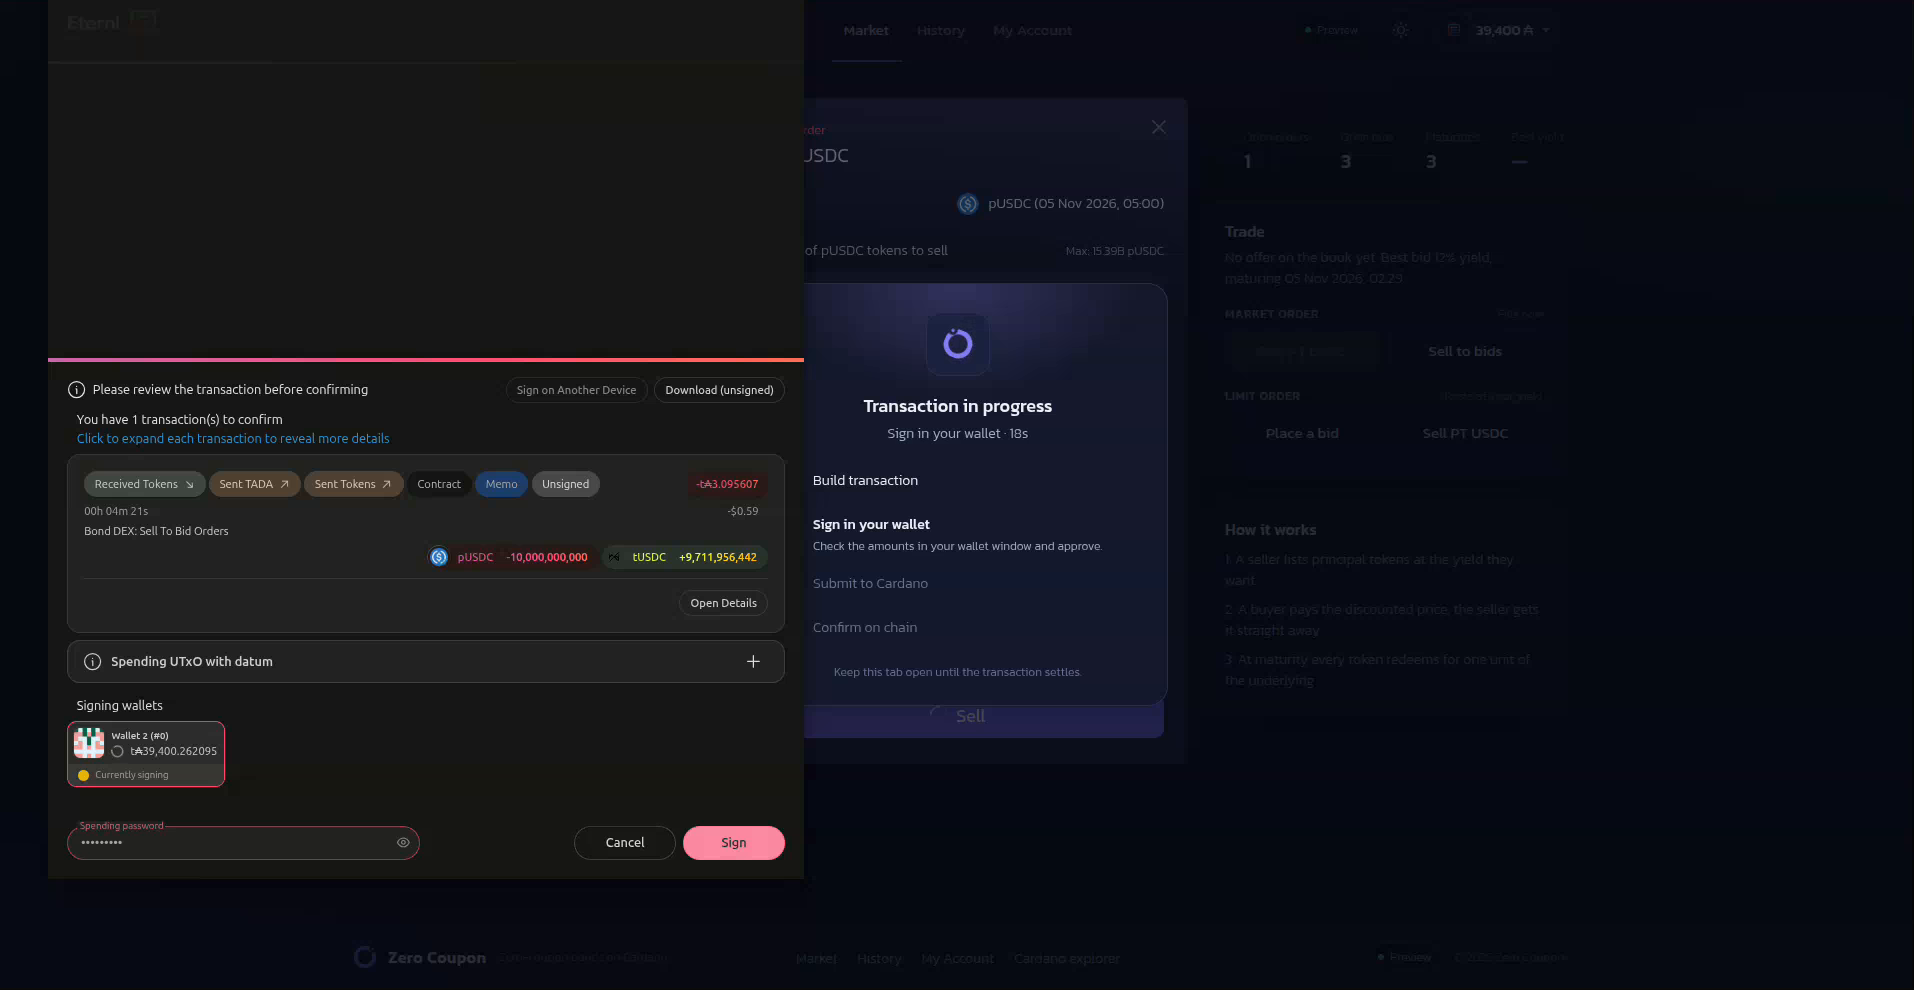 Eternl
Market History My Account
Preview
39,400 ₳
rder
USDC
pUSDC (05 Nov 2026, 05:00)
of pUSDC tokens to sell
Max: 15.39B pUSDC
1 3 3 —
Trade
No offer on the book yet. Best bid 12% yield,
maturing 05 Nov 2026, 02:29
MARKET ORDER
Sell to bids
LIMIT ORDER
Place a bid
Sell PT USDC
How it works
1. A seller lists principal tokens at the yield they
want
2. A buyer pays the discounted price, the seller gets
it straight away
3. At maturity every token redeems for one unit of
the underlying
Transaction in progress
Sign in your wallet · 18s
Build transaction
Sign in your wallet
Check the amounts in your wallet window and approve.
Submit to Cardano
Confirm on chain
Keep this tab open until the transaction settles.
Sell
Please review the transaction before confirming
Sign on Another Device
Download (unsigned)
You have 1 transaction(s) to confirm
Click to expand each transaction to reveal more details
Received Tokens
Sent TADA
Sent Tokens
Contract
Memo
Unsigned
-t₳3.095607
00h 04m 21s
-$0.59
Bond DEX: Sell To Bid Orders
pUSDC -10,000,000,000
tUSDC +9,711,956,442
Open Details
Spending UTxO with datum
Signing wallets
Wallet 2 (#0)
t₳39,400.262095
Currently signing
Spending password
•••••••••
Cancel
Sign
Zero Coupon
Market History My Account Cardano explorer
Preview